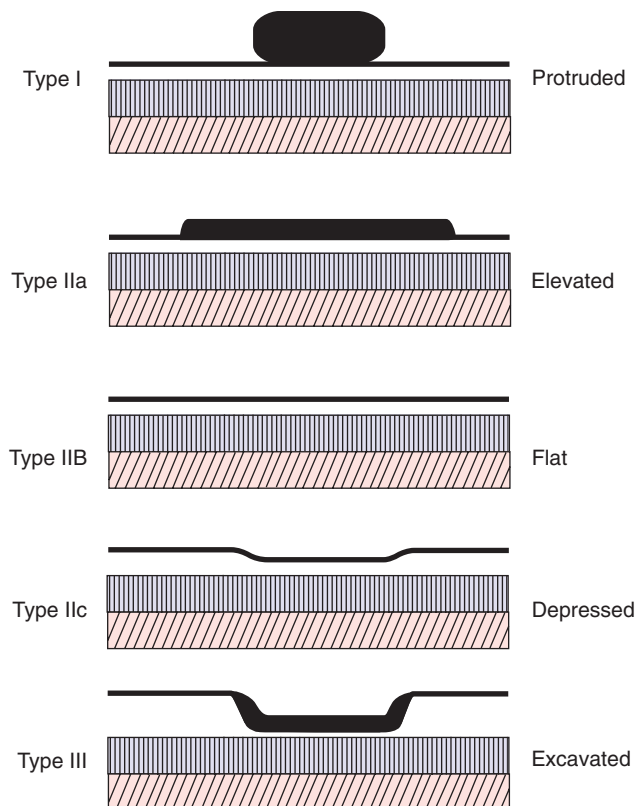 Type I
Protruded
Type IIa
Elevated
Type IIB
Flat
Type IIc
Depressed
Type III
Excavated